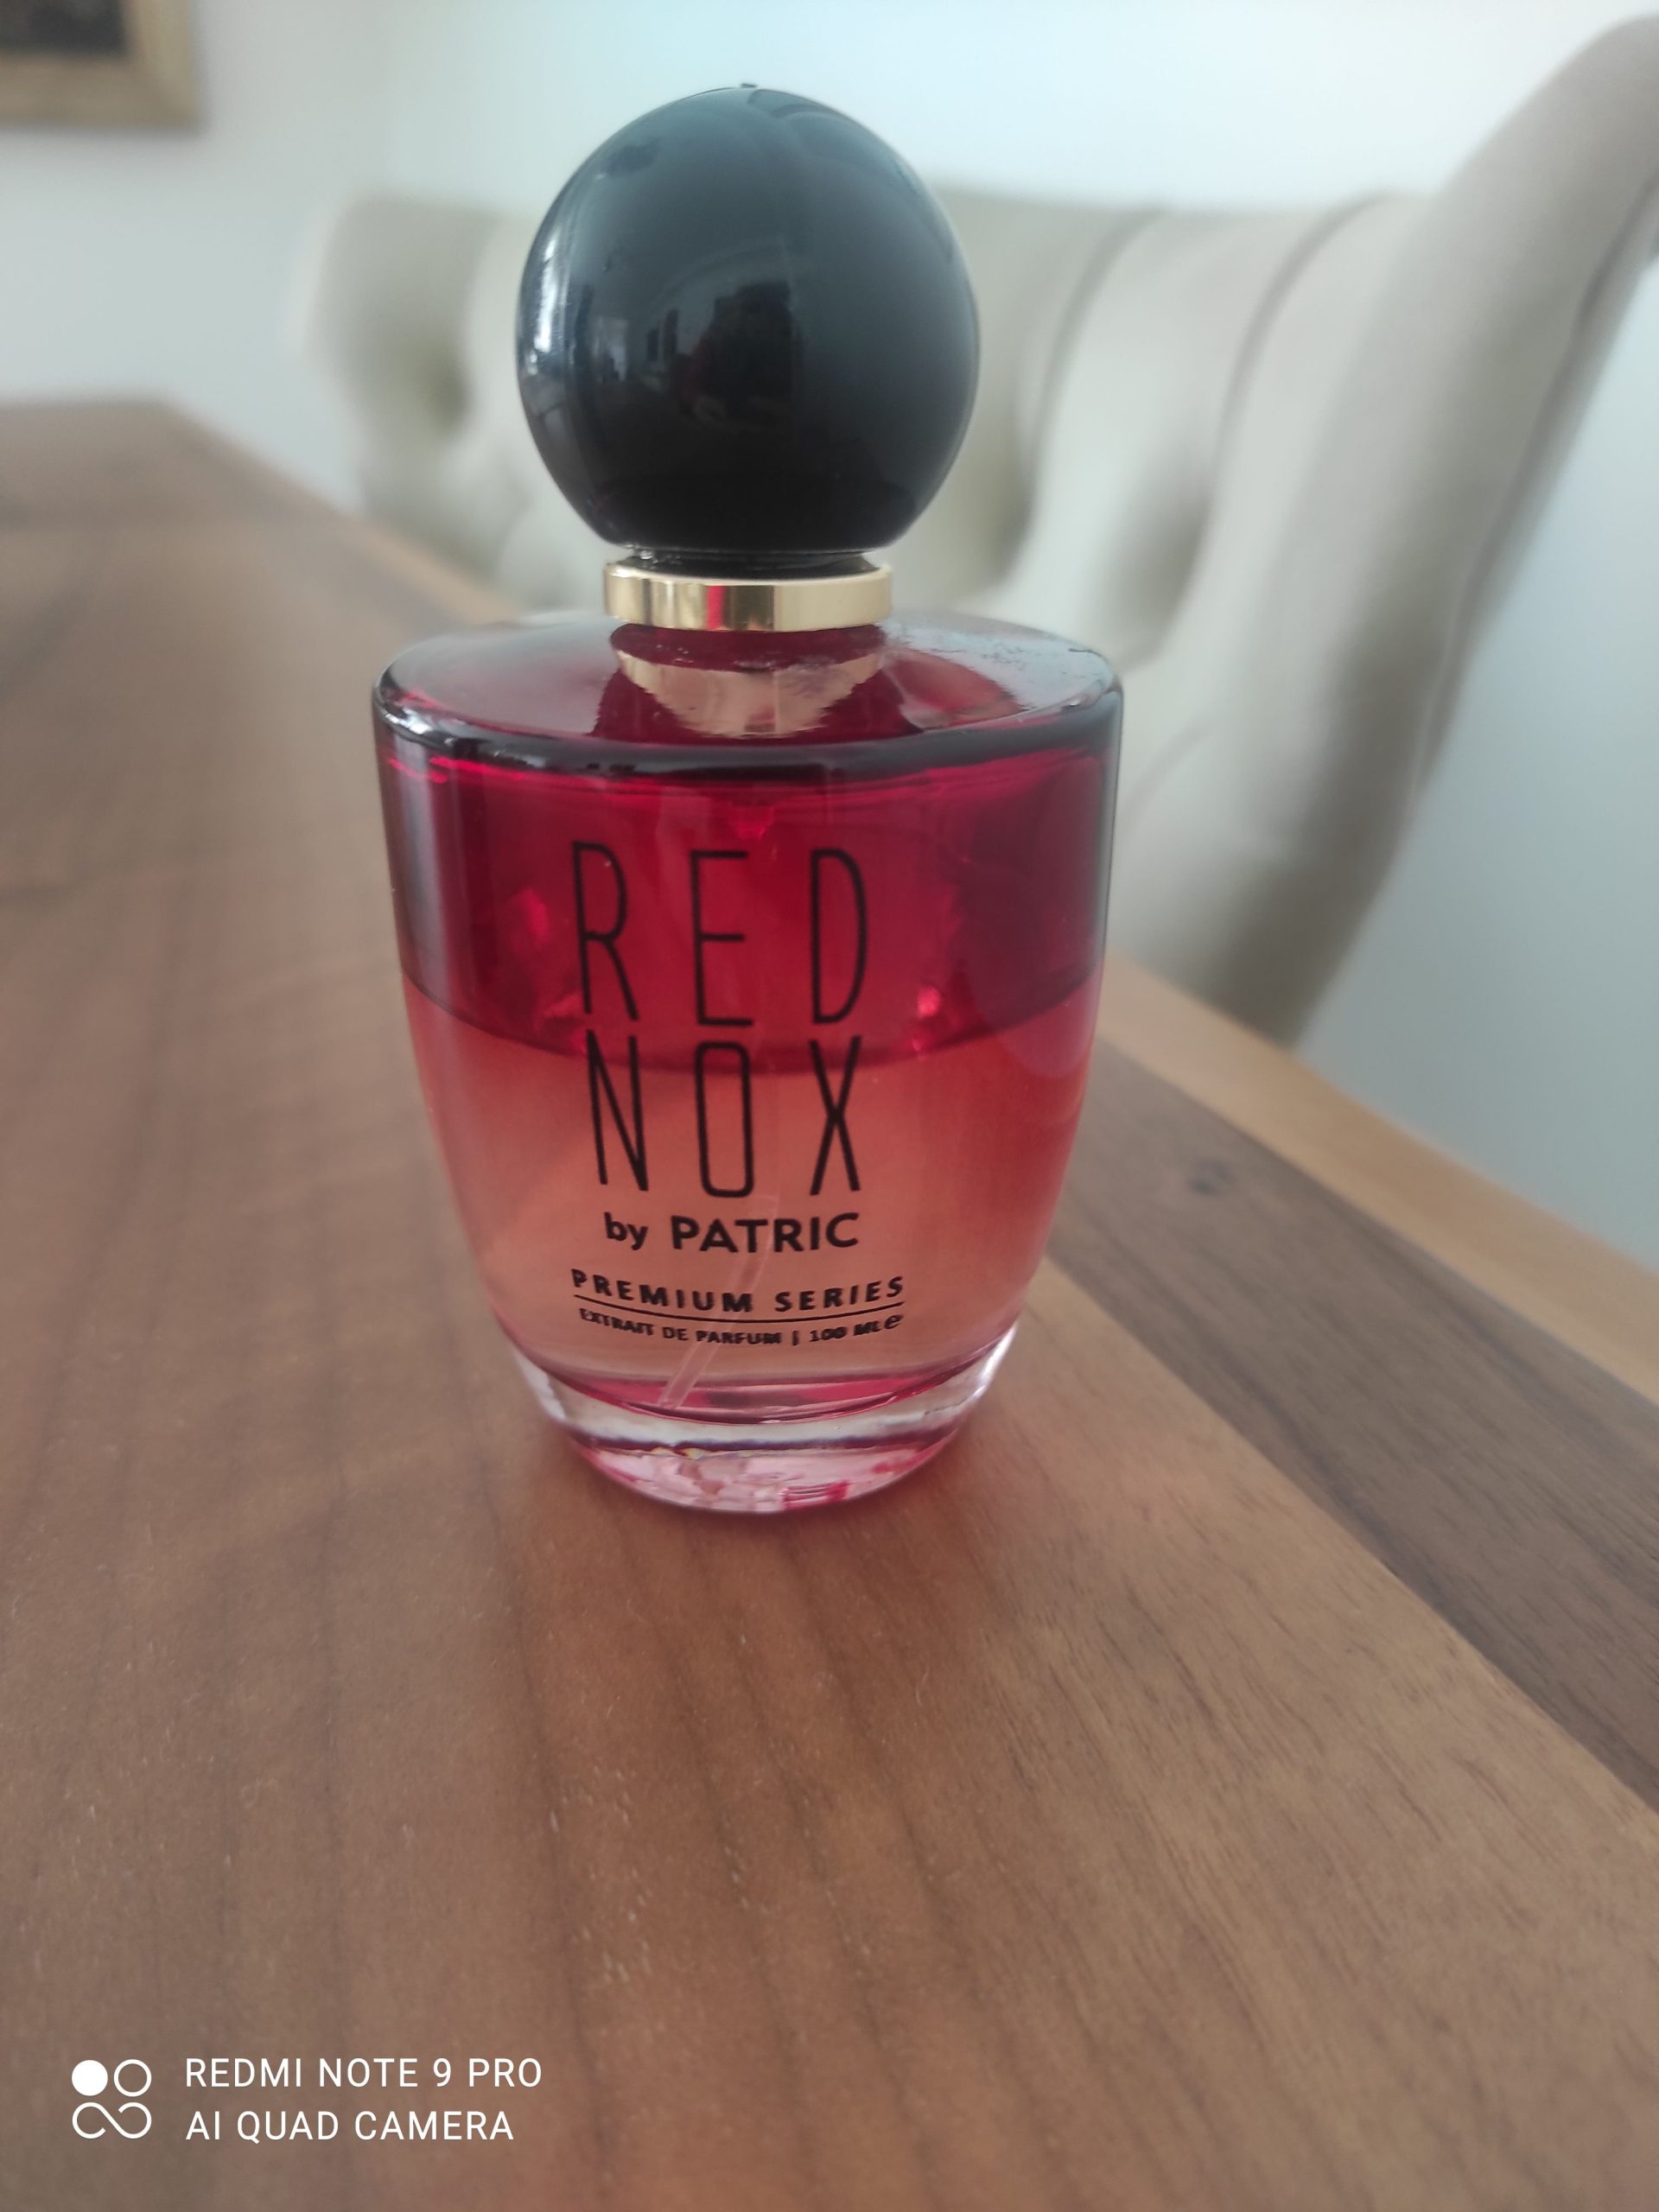 RED
NOX
by PATRIC
PREMIUM SERIES
EXTRAIT DE PARFUM | 100 ML e
REDMI NOTE 9 PRO
AI QUAD CAMERA